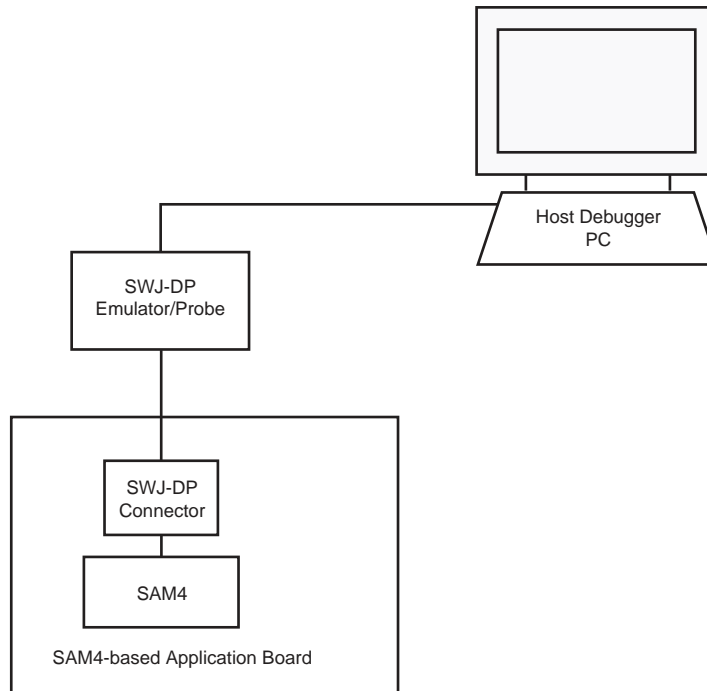 Host Debugger
PC
SWJ-DP
Emulator/Probe
SWJ-DP
Connector
SAM4
SAM4-based Application Board